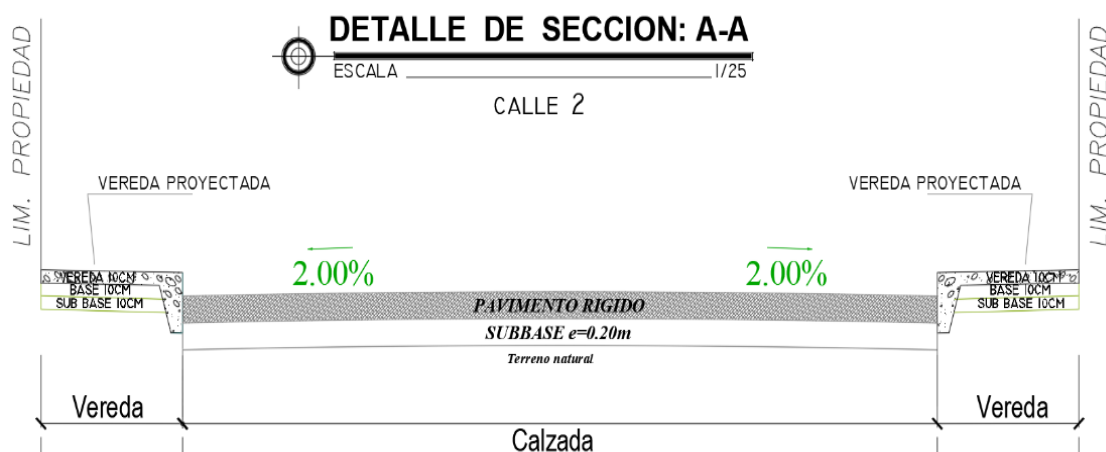 DETALLE DE SECCION: A-A
ESCALA 1/25
CALLE 2
LIM. PROPIEDAD
LIM. PROPIEDAD
VEREDA PROYECTADA
VEREDA PROYECTADA
2.00%
2.00%
VEREDA 10CM
BASE 10CM
SUB BASE 10CM
VEREDA 10CM
BASE 10CM
SUB BASE 10CM
PAVIMENTO RIGIDO
SUBBASE e=0.20m
Terreno natural
Vereda
Calzada
Vereda